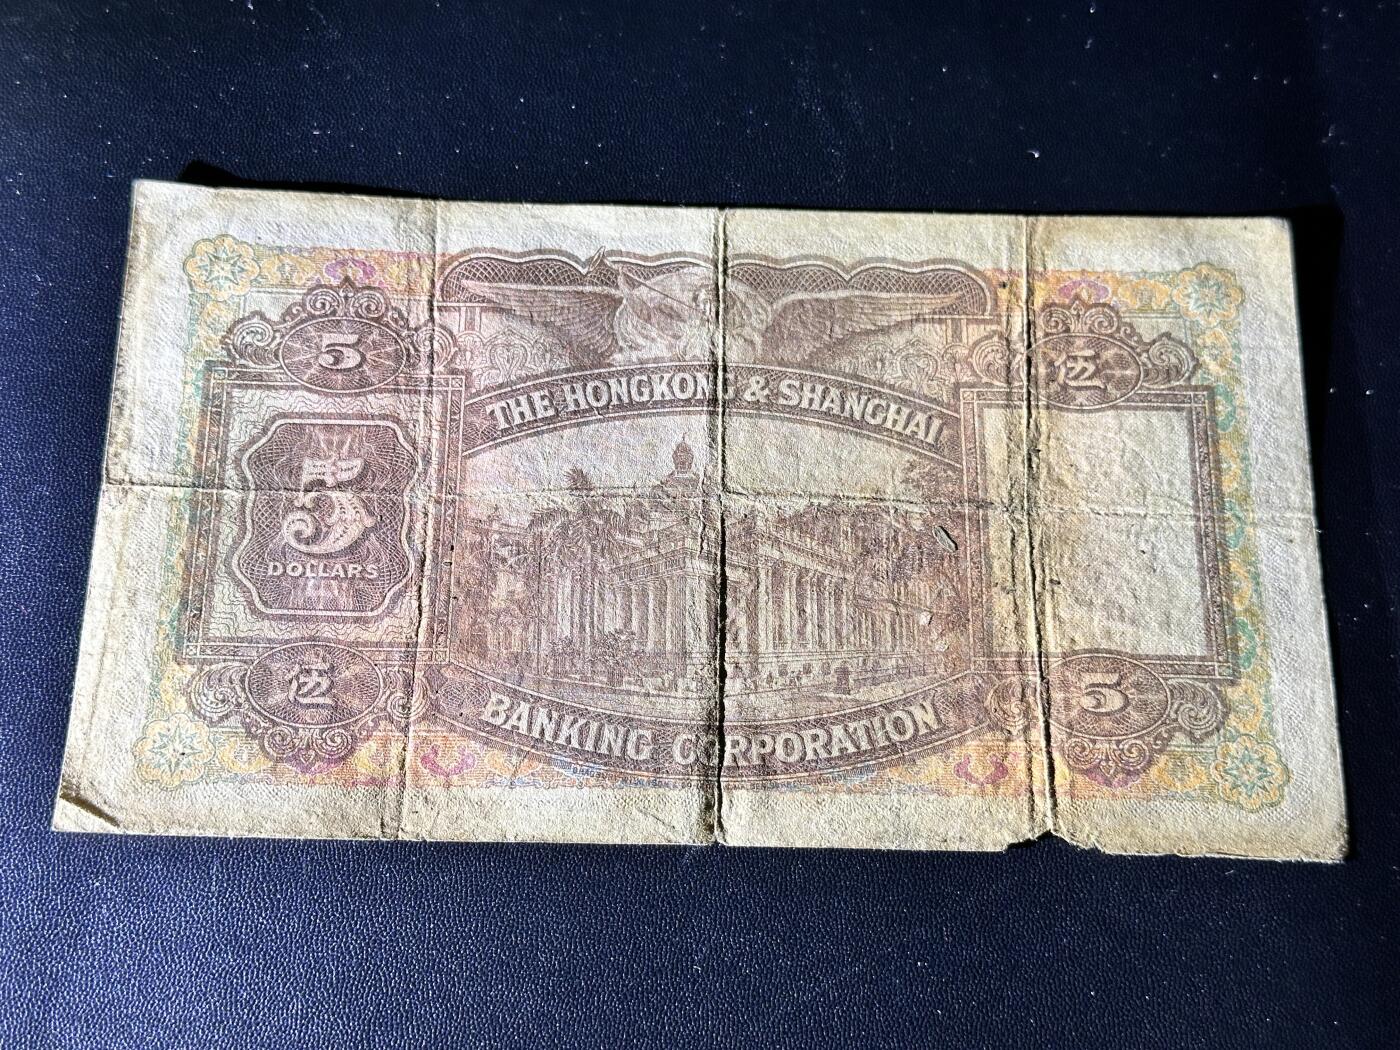 5
伍
THE HONGKONG & SHANGHAI
5
DOLLARS
伍
5
BANKING CORPORATION